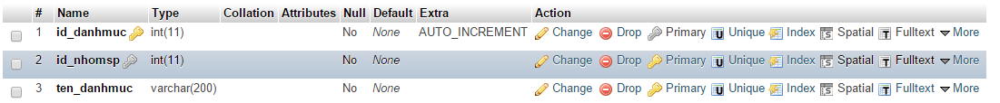 # Name Type Collation Attributes Null Default Extra Action
1 id_danhmuc int(11) No None AUTO_INCREMENT Change Drop Primary Unique Index Spatial Fulltext More
2 id_nhomsp int(11) No None Change Drop Primary Unique Index Spatial Fulltext More
3 ten_danhmuc varchar(200) No None Change Drop Primary Unique Index Spatial Fulltext More